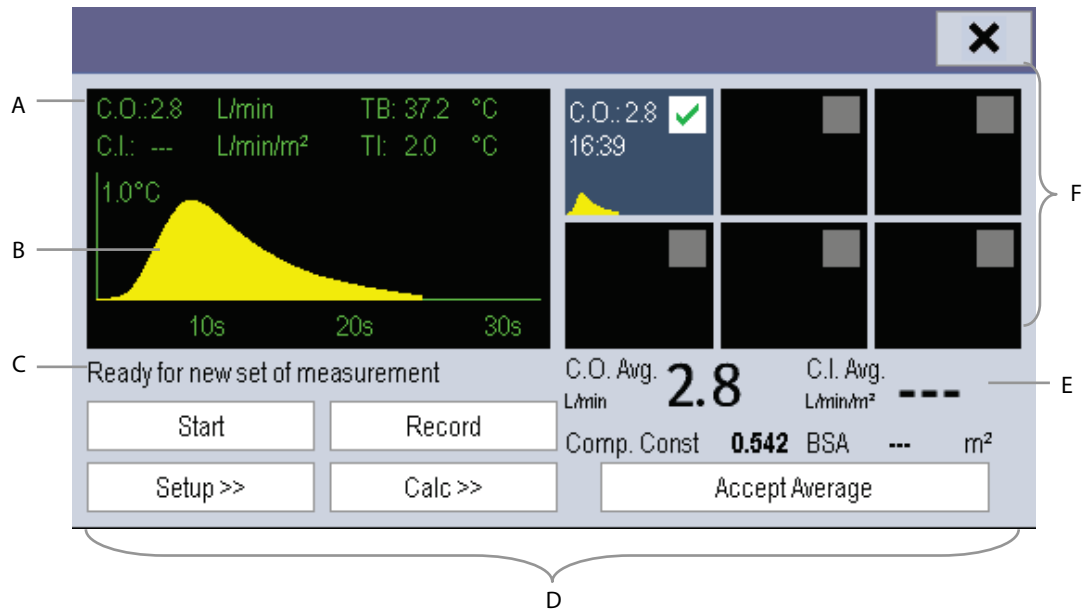 A
C.O.:2.8 L/min TB: 37.2 °C
C.I.: --- L/min/m² TI: 2.0 °C
1.0°C
B
10s 20s 30s
C.O.: 2.8
16:39
F
C
Ready for new set of measurement
Start Record
Setup >> Calc >>
C.O. Avg. 2.8 C.I. Avg. ---
L/min L/min/m²
E
Comp. Const 0.542 BSA --- m²
Accept Average
D